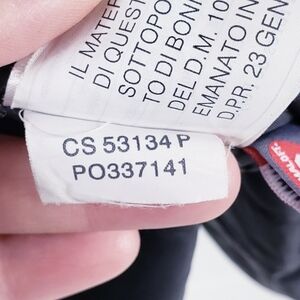 IL MATER
DI QUEST
SOTTOPO
TO DI BONI
DEL D.M. 10
EMANATO IN
D.P.R. 23 GEN
CS 53134 P
PO337141